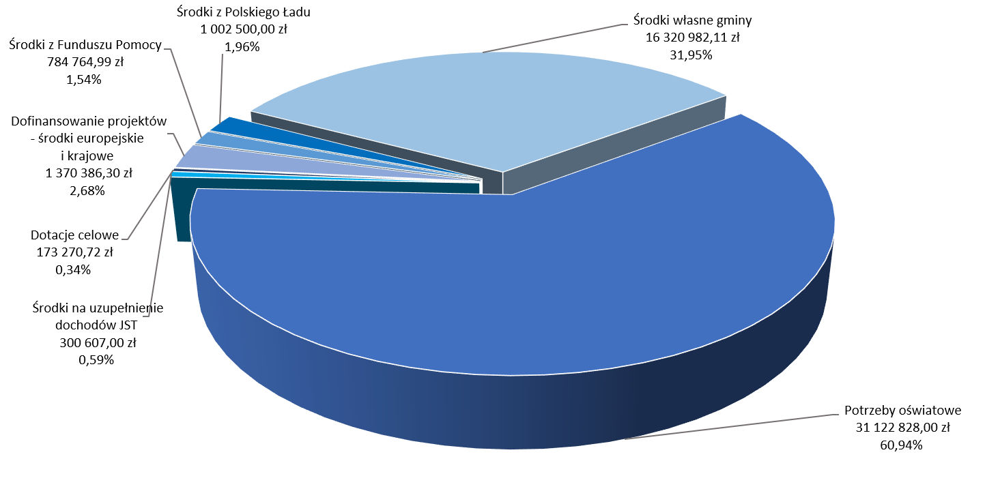 Środki z Polskiego Ładu
1 002 500,00 zł
1,96%
Środki własne gminy
16 320 982,11 zł
31,95%
Środki z Funduszu Pomocy
784 764,99 zł
1,54%
Dofinansowanie projektów
- środki europejskie
i krajowe
1 370 386,30 zł
2,68%
Dotacje celowe
173 270,72 zł
0,34%
Środki na uzupełnienie
dochodów JST
300 607,00 zł
0,59%
Potrzeby oświatowe
31 122 828,00 zł
60,94%